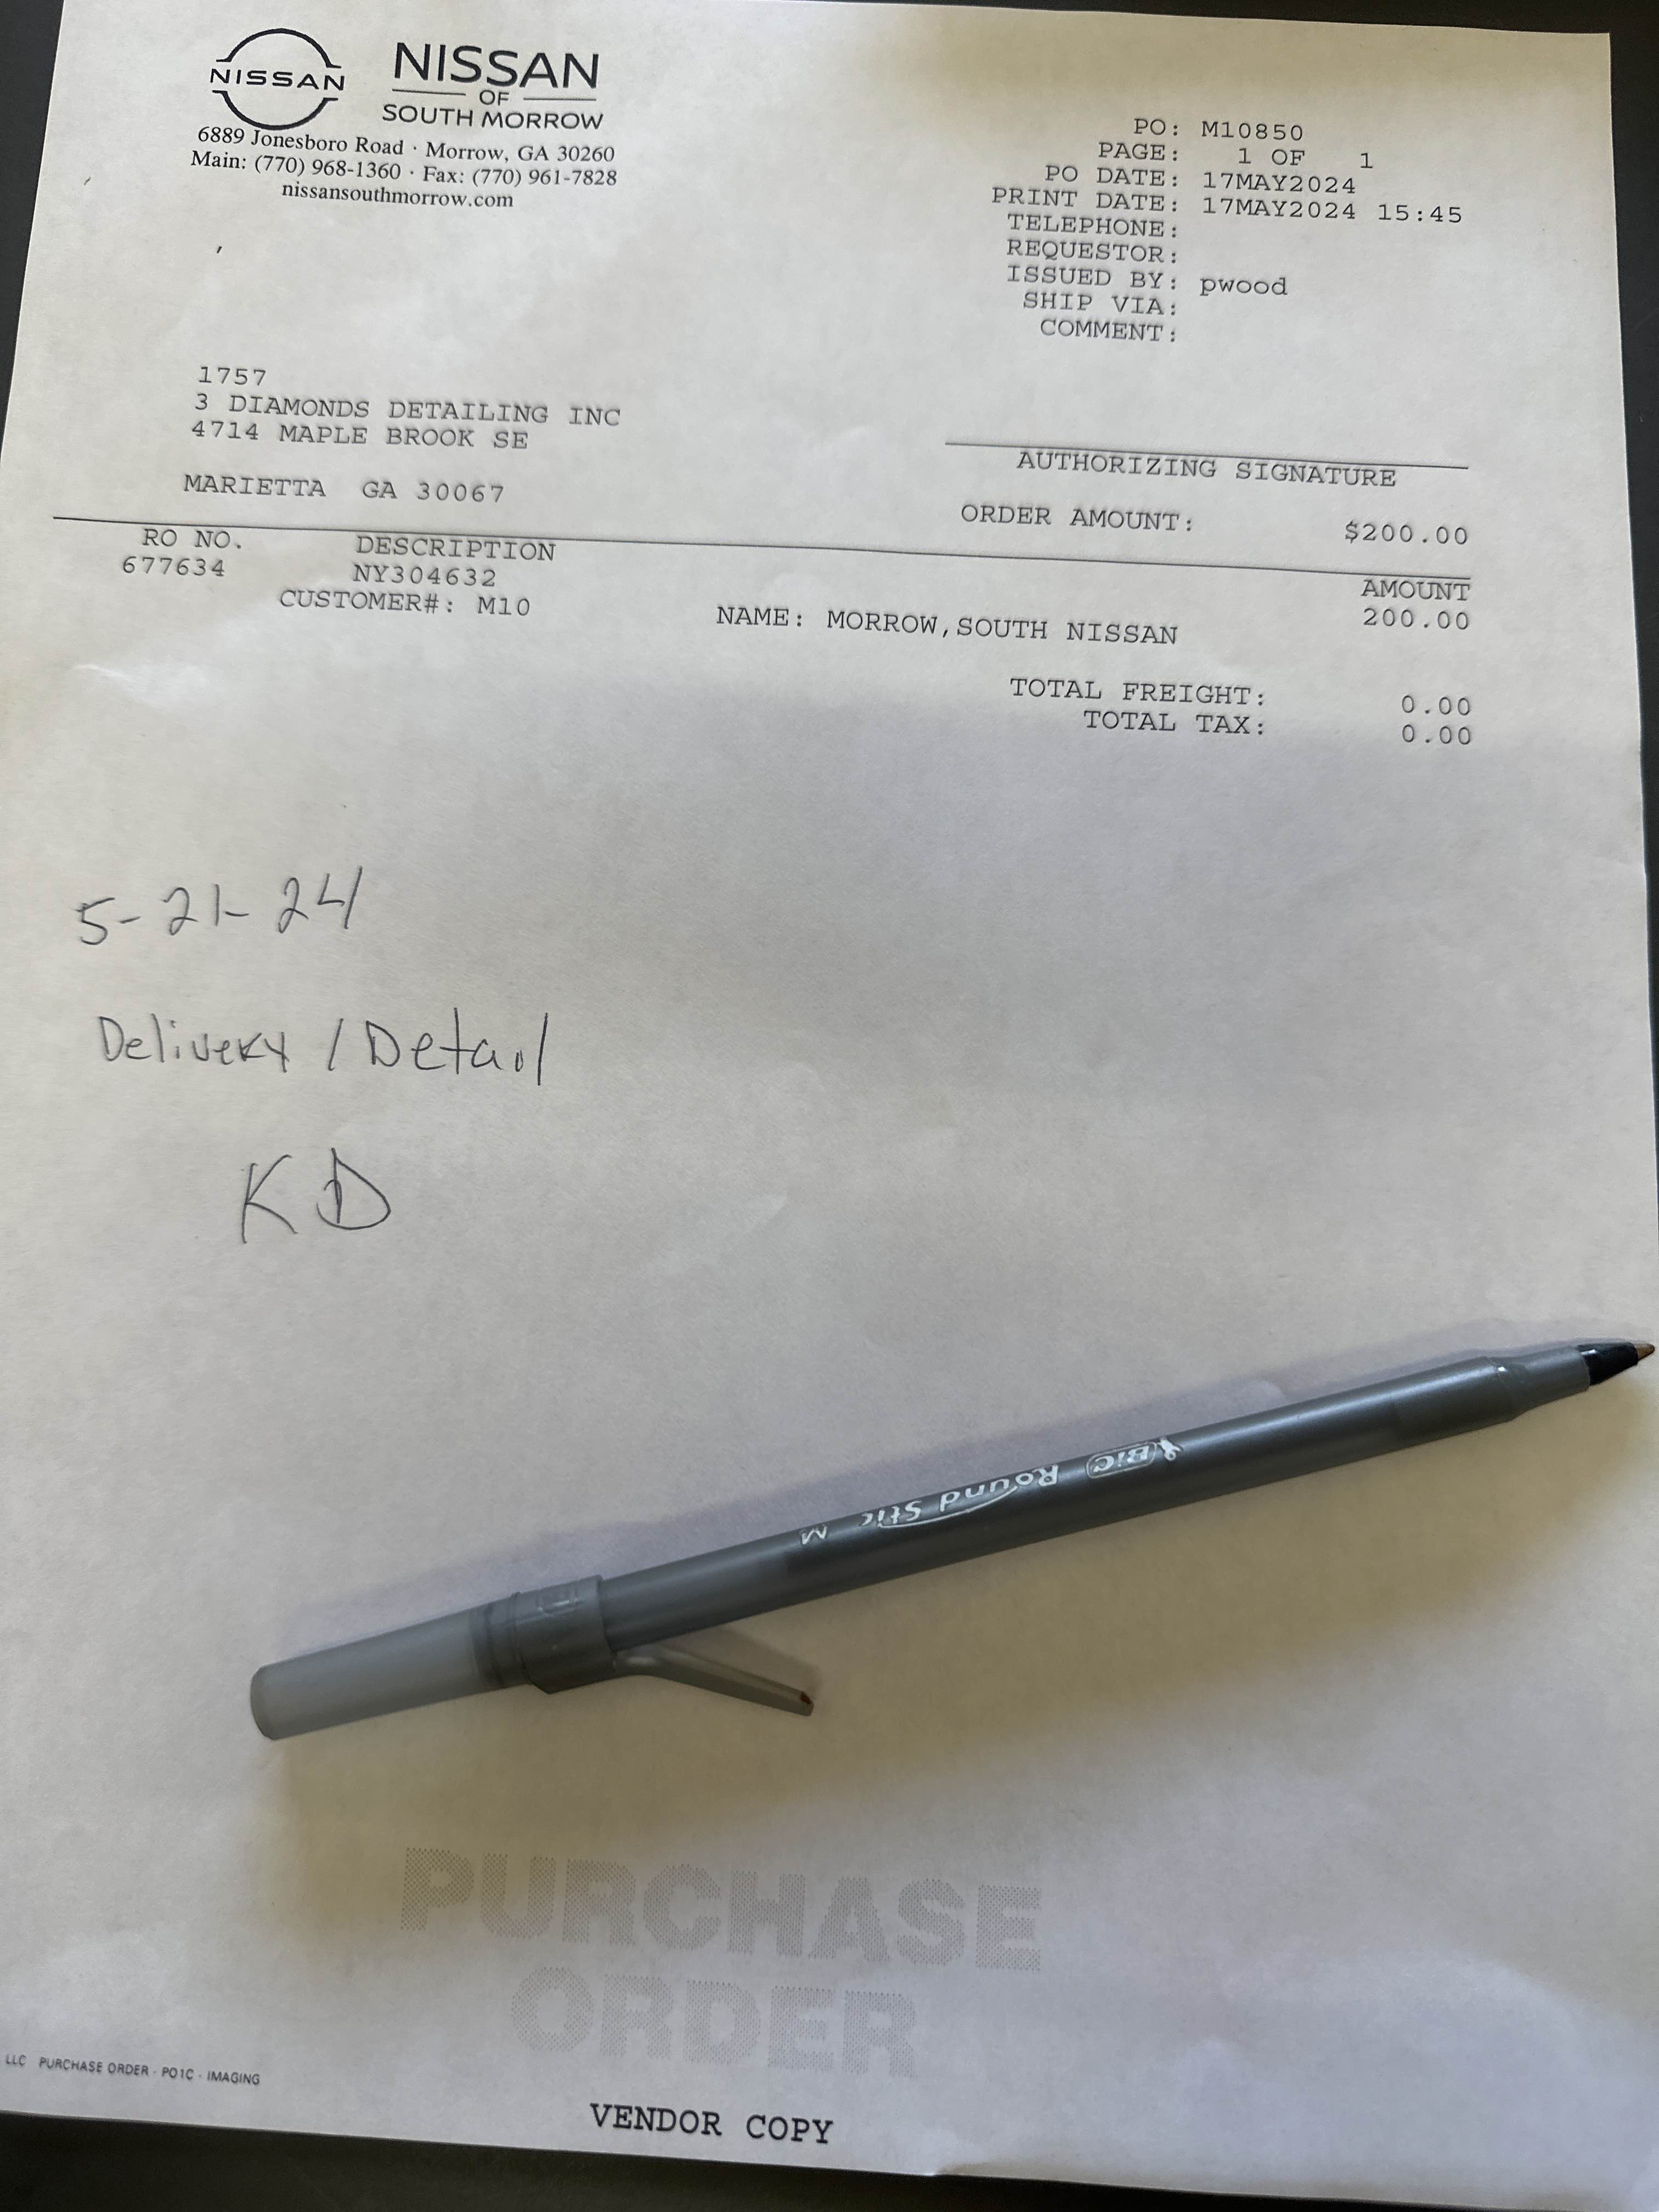 NISSAN
NISSAN
OF
SOUTH MORROW
6889 Jonesboro Road · Morrow, GA 30260
Main: (770) 968-1360 · Fax: (770) 961-7828
nissansouthmorrow.com
PO: M10850
PAGE: 1 OF 1
PO DATE: 17MAY2024
PRINT DATE: 17MAY2024 15:45
TELEPHONE:
REQUESTOR:
ISSUED BY: pwood
SHIP VIA:
COMMENT:
1757
3 DIAMONDS DETAILING INC
4714 MAPLE BROOK SE
MARIETTA GA 30067
AUTHORIZING SIGNATURE
ORDER AMOUNT: $200.00
RO NO. DESCRIPTION AMOUNT
677634 NY304632 200.00
CUSTOMER#: M10 NAME: MORROW,SOUTH NISSAN
TOTAL FREIGHT: 0.00
TOTAL TAX: 0.00
5-21-24
Delivery / Detail
KD
BIC Round Stic M
PURCHASE
ORDER
LLC PURCHASE ORDER · PO1C · IMAGING
VENDOR COPY